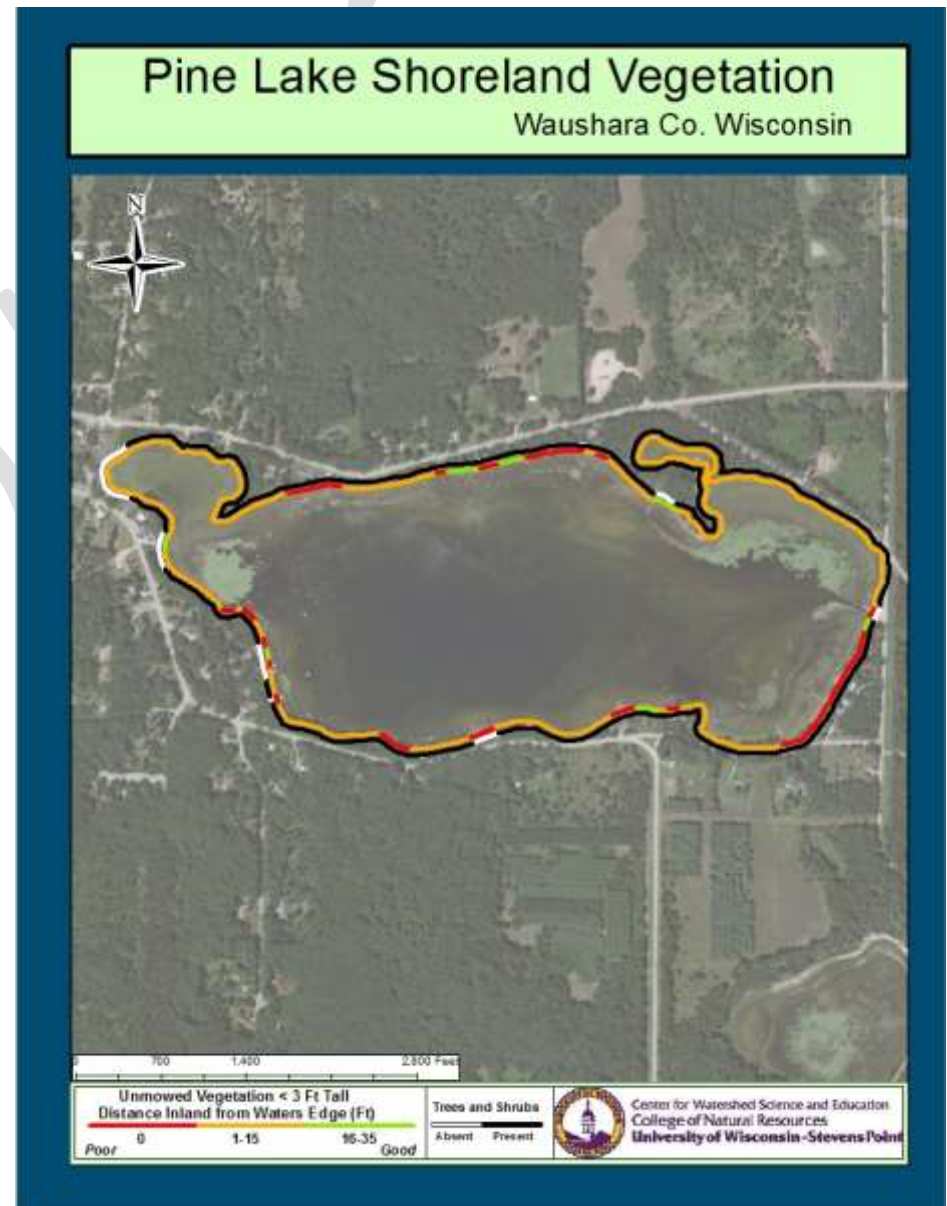 Pine Lake Shoreland Vegetation
Waushara Co. Wisconsin
N
0 700 1,400 2,800 Feet
Unmowed Vegetation < 3 Ft Tall
Distance Inland from Waters Edge (Ft)
0 1-15 16-35
Poor Good
Trees and Shrubs
Absent Present
Center for Watershed Science and Education
College of Natural Resources
University of Wisconsin-Stevens Point